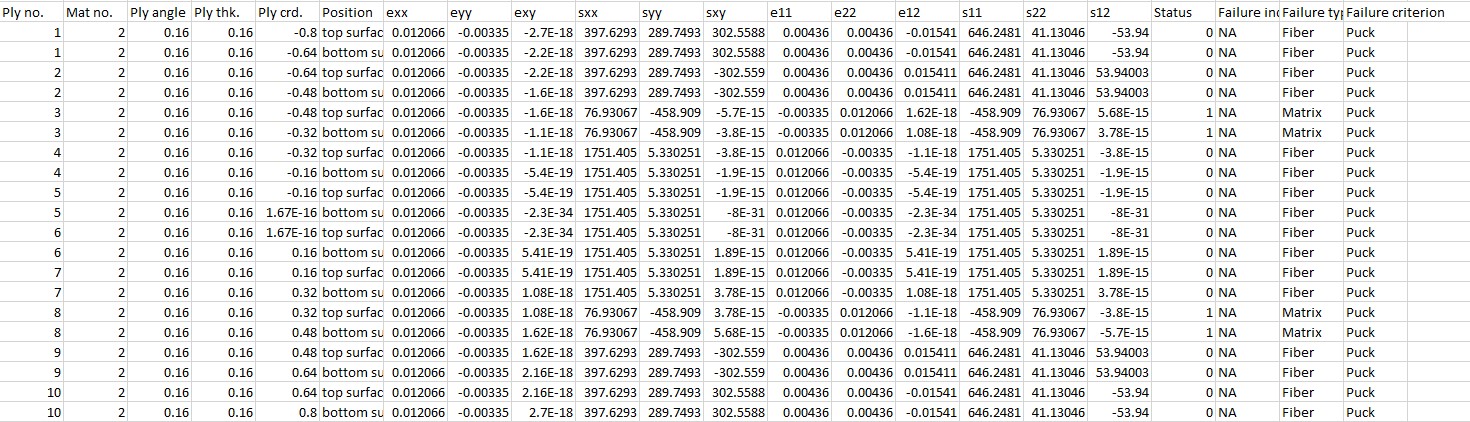 Ply no. Mat no. Ply angle Ply thk. Ply crd. Position exx eyy exy sxx syy sxy e11 e22 e12 s11 s22 s12 Status Failure in Failure typ Failure criterion
1 2 0.16 0.16 -0.8 top surfac 0.012066 -0.00335 -2.7E-18 397.6293 289.7493 302.5588 0.00436 0.00436 -0.01541 646.2481 41.13046 -53.94 0 NA Fiber Puck
1 2 0.16 0.16 -0.64 bottom su 0.012066 -0.00335 -2.2E-18 397.6293 289.7493 302.5588 0.00436 0.00436 -0.01541 646.2481 41.13046 -53.94 0 NA Fiber Puck
2 2 0.16 0.16 -0.64 top surfac 0.012066 -0.00335 -2.2E-18 397.6293 289.7493 -302.559 0.00436 0.00436 0.015411 646.2481 41.13046 53.94003 0 NA Fiber Puck
2 2 0.16 0.16 -0.48 bottom su 0.012066 -0.00335 -1.6E-18 397.6293 289.7493 -302.559 0.00436 0.00436 0.015411 646.2481 41.13046 53.94003 0 NA Fiber Puck
3 2 0.16 0.16 -0.48 top surfac 0.012066 -0.00335 -1.6E-18 76.93067 -458.909 -5.7E-15 -0.00335 0.012066 1.62E-18 -458.909 76.93067 5.68E-15 1 NA Matrix Puck
3 2 0.16 0.16 -0.32 bottom su 0.012066 -0.00335 -1.1E-18 76.93067 -458.909 -3.8E-15 -0.00335 0.012066 1.08E-18 -458.909 76.93067 3.78E-15 1 NA Matrix Puck
4 2 0.16 0.16 -0.32 top surfac 0.012066 -0.00335 -1.1E-18 1751.405 5.330251 -3.8E-15 0.012066 -0.00335 -1.1E-18 1751.405 5.330251 -3.8E-15 0 NA Fiber Puck
4 2 0.16 0.16 -0.16 bottom su 0.012066 -0.00335 -5.4E-19 1751.405 5.330251 -1.9E-15 0.012066 -0.00335 -5.4E-19 1751.405 5.330251 -1.9E-15 0 NA Fiber Puck
5 2 0.16 0.16 -0.16 top surfac 0.012066 -0.00335 -5.4E-19 1751.405 5.330251 -1.9E-15 0.012066 -0.00335 -5.4E-19 1751.405 5.330251 -1.9E-15 0 NA Fiber Puck
5 2 0.16 0.16 1.67E-16 bottom su 0.012066 -0.00335 -2.3E-34 1751.405 5.330251 -8E-31 0.012066 -0.00335 -2.3E-34 1751.405 5.330251 -8E-31 0 NA Fiber Puck
6 2 0.16 0.16 1.67E-16 top surfac 0.012066 -0.00335 -2.3E-34 1751.405 5.330251 -8E-31 0.012066 -0.00335 -2.3E-34 1751.405 5.330251 -8E-31 0 NA Fiber Puck
6 2 0.16 0.16 0.16 bottom su 0.012066 -0.00335 5.41E-19 1751.405 5.330251 1.89E-15 0.012066 -0.00335 5.41E-19 1751.405 5.330251 1.89E-15 0 NA Fiber Puck
7 2 0.16 0.16 0.16 top surfac 0.012066 -0.00335 5.41E-19 1751.405 5.330251 1.89E-15 0.012066 -0.00335 5.41E-19 1751.405 5.330251 1.89E-15 0 NA Fiber Puck
7 2 0.16 0.16 0.32 bottom su 0.012066 -0.00335 1.08E-18 1751.405 5.330251 3.78E-15 0.012066 -0.00335 1.08E-18 1751.405 5.330251 3.78E-15 0 NA Fiber Puck
8 2 0.16 0.16 0.32 top surfac 0.012066 -0.00335 1.08E-18 76.93067 -458.909 3.78E-15 -0.00335 0.012066 -1.1E-18 -458.909 76.93067 -3.8E-15 1 NA Matrix Puck
8 2 0.16 0.16 0.48 bottom su 0.012066 -0.00335 1.62E-18 76.93067 -458.909 5.68E-15 -0.00335 0.012066 -1.6E-18 -458.909 76.93067 -5.7E-15 1 NA Matrix Puck
9 2 0.16 0.16 0.48 top surfac 0.012066 -0.00335 1.62E-18 397.6293 289.7493 -302.559 0.00436 0.00436 0.015411 646.2481 41.13046 53.94003 0 NA Fiber Puck
9 2 0.16 0.16 0.64 bottom su 0.012066 -0.00335 2.16E-18 397.6293 289.7493 -302.559 0.00436 0.00436 0.015411 646.2481 41.13046 53.94003 0 NA Fiber Puck
10 2 0.16 0.16 0.64 top surfac 0.012066 -0.00335 2.16E-18 397.6293 289.7493 302.5588 0.00436 0.00436 -0.01541 646.2481 41.13046 -53.94 0 NA Fiber Puck
10 2 0.16 0.16 0.8 bottom su 0.012066 -0.00335 2.7E-18 397.6293 289.7493 302.5588 0.00436 0.00436 -0.01541 646.2481 41.13046 -53.94 0 NA Fiber Puck